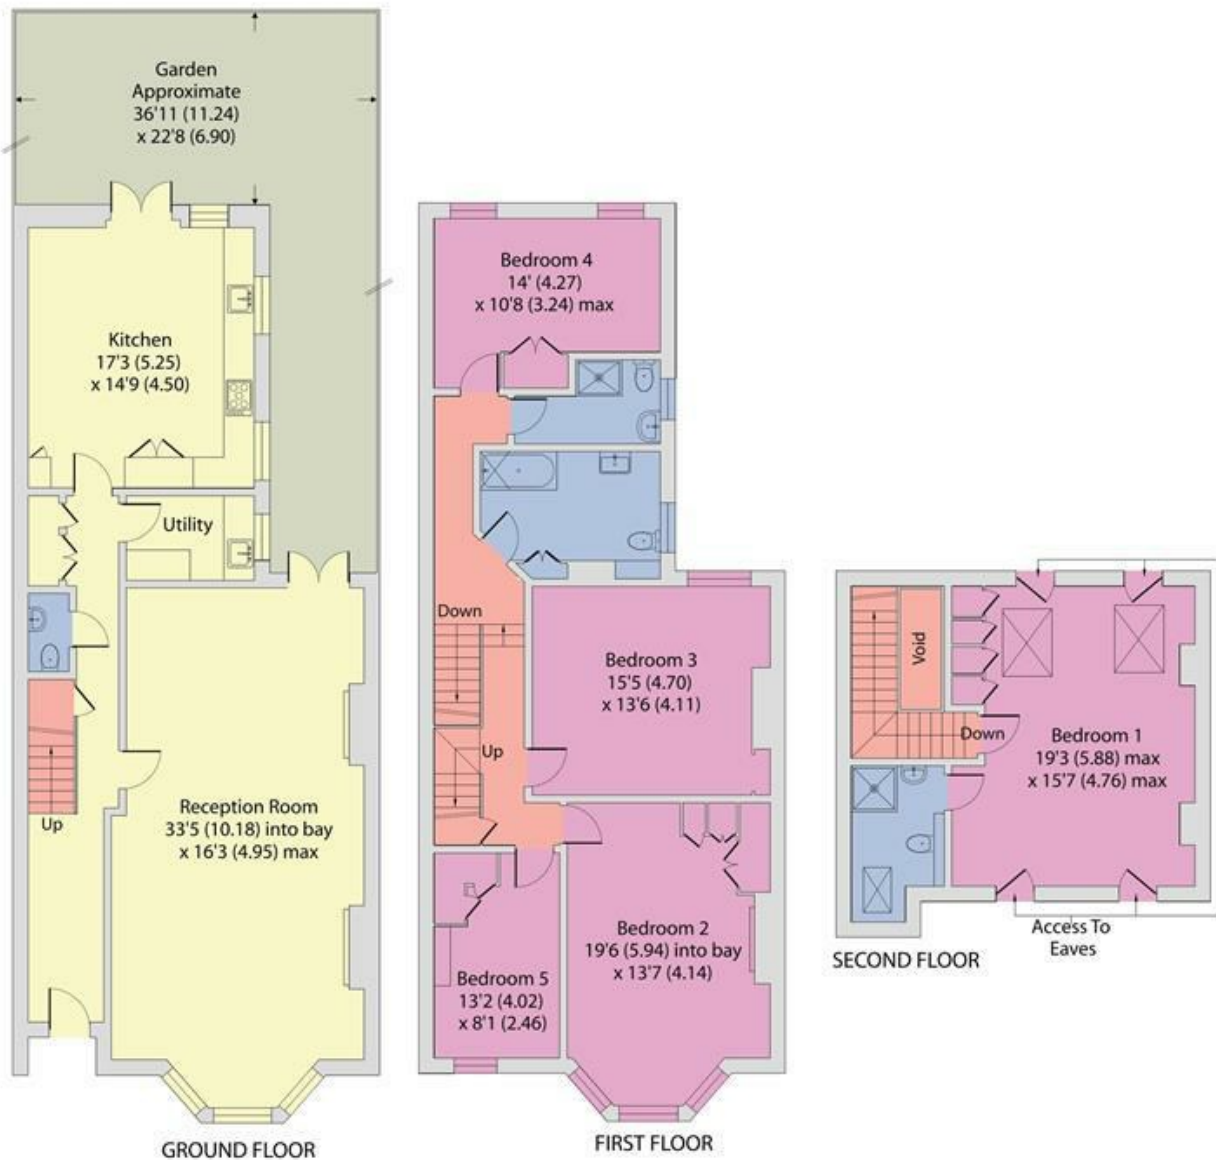 Garden
Approximate
36'11 (11.24)
x 22'8 (6.90)
Kitchen
17'3 (5.25)
x 14'9 (4.50)
Utility
Up
Reception Room
33'5 (10.18) into bay
x 16'3 (4.95) max
GROUND FLOOR
Bedroom 4
14' (4.27)
x 10'8 (3.24) max
Down
Bedroom 3
15'5 (4.70)
x 13'6 (4.11)
Up
Bedroom 2
19'6 (5.94) into bay
x 13'7 (4.14)
Bedroom 5
13'2 (4.02)
x 8'1 (2.46)
FIRST FLOOR
Void
Down
Bedroom 1
19'3 (5.88) max
x 15'7 (4.76) max
Access To
Eaves
SECOND FLOOR